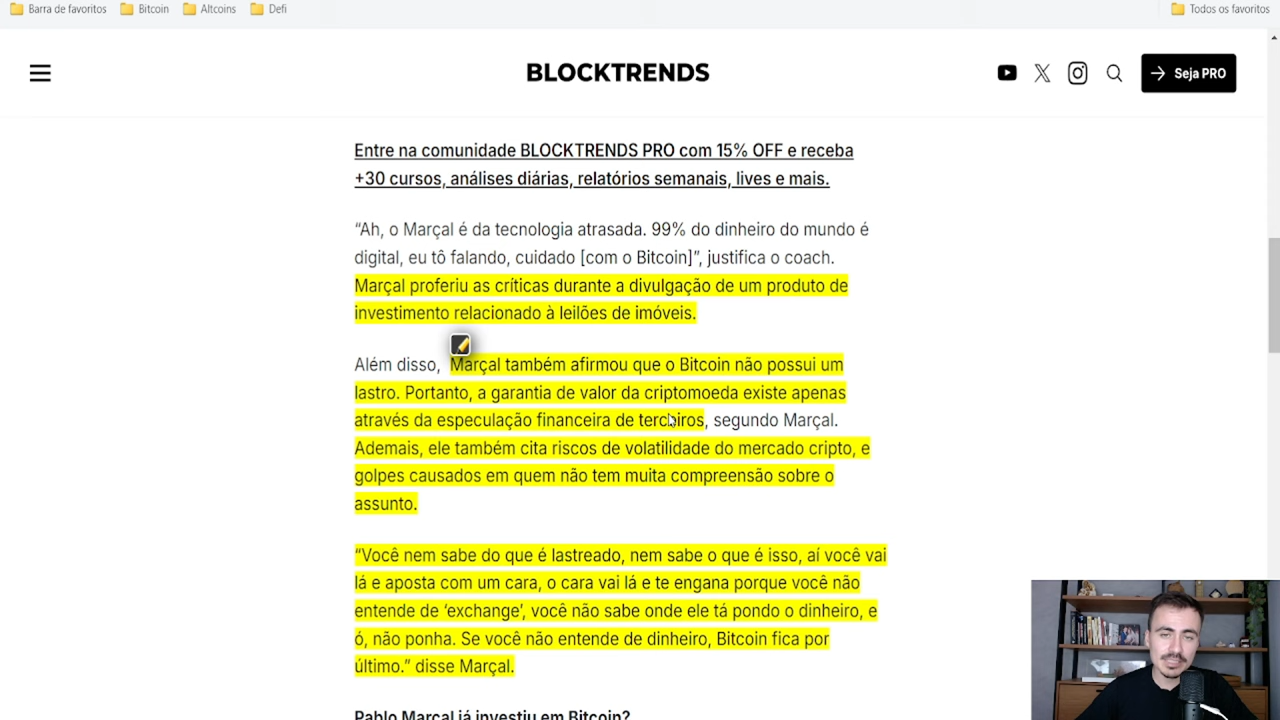 Barra de favoritos Bitcoin Altcoins Defi Todos os favoritos
BLOCKTRENDS Seja PRO
Entre na comunidade BLOCKTRENDS PRO com 15% OFF e receba
+30 cursos, análises diárias, relatórios semanais, lives e mais.
“Ah, o Marçal é da tecnologia atrasada. 99% do dinheiro do mundo é
digital, eu tô falando, cuidado [com o Bitcoin]”, justifica o coach.
Marçal proferiu as críticas durante a divulgação de um produto de
investimento relacionado à leilões de imóveis.
Além disso, Marçal também afirmou que o Bitcoin não possui um
lastro. Portanto, a garantia de valor da criptomoeda existe apenas
através da especulação financeira de terceiros, segundo Marçal.
Ademais, ele também cita riscos de volatilidade do mercado cripto, e
golpes causados em quem não tem muita compreensão sobre o
assunto.
“Você nem sabe do que é lastreado, nem sabe o que é isso, aí você vai
lá e aposta com um cara, o cara vai lá e te engana porque você não
entende de ‘exchange’, você não sabe onde ele tá pondo o dinheiro, e
ó, não ponha. Se você não entende de dinheiro, Bitcoin fica por
último.” disse Marçal.
Pablo Marçal já investiu em Bitcoin?